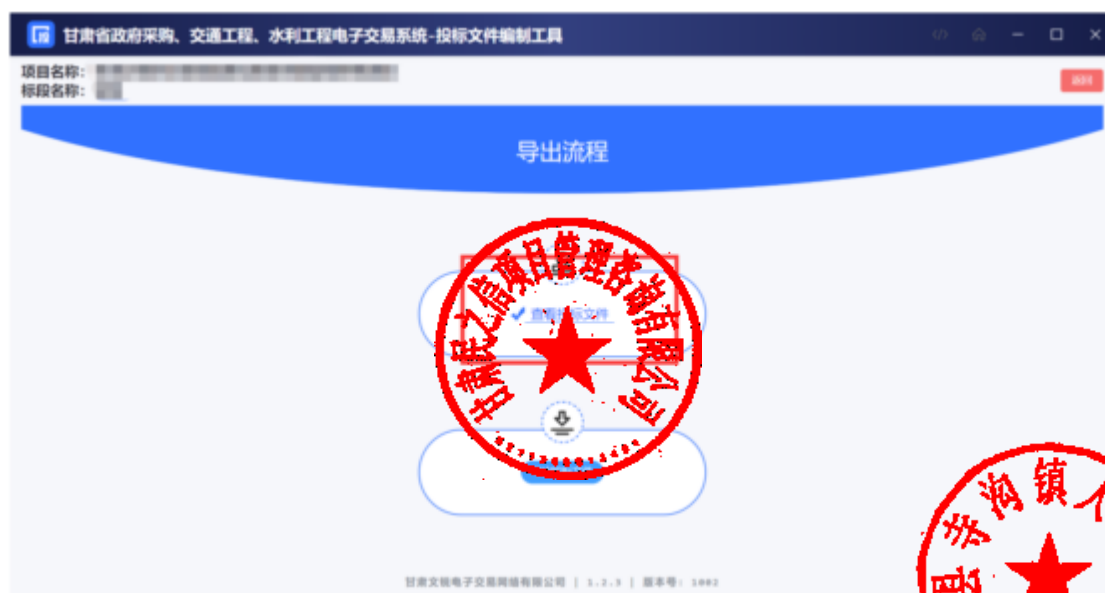 甘肃省政府采购、交通工程、水利工程电子交易系统-投标文件编制工具
项目名称:
标段名称:
返回
导出流程
甘肃民之信项目管理咨询有限公司
查看投标文件
寺沟镇人
甘肃文锐电子交易网络有限公司 | 1.2.3 | 版本号: 1002